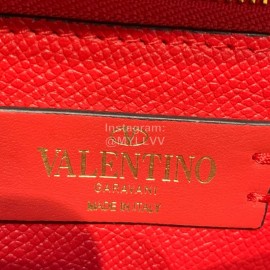 Instagram:
@MYLLVV
VALENTINO
GARAVANI
MADE IN ITALY